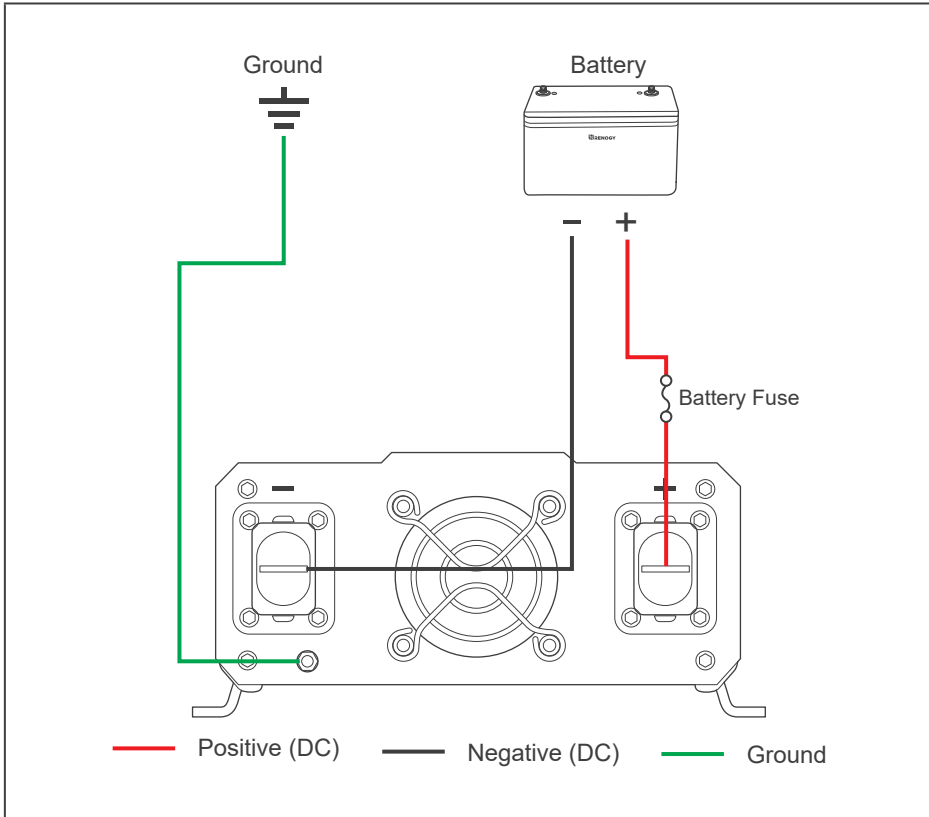 Ground
Battery
RENOGY
− +
Battery Fuse
− +
Positive (DC)
Negative (DC)
Ground